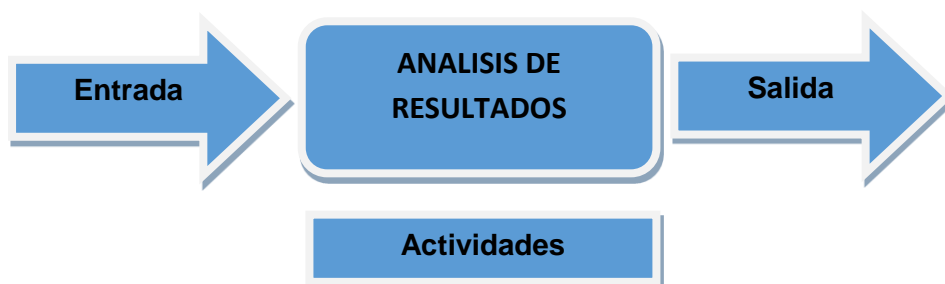 Entrada
ANALISIS DE
RESULTADOS
Salida
Actividades